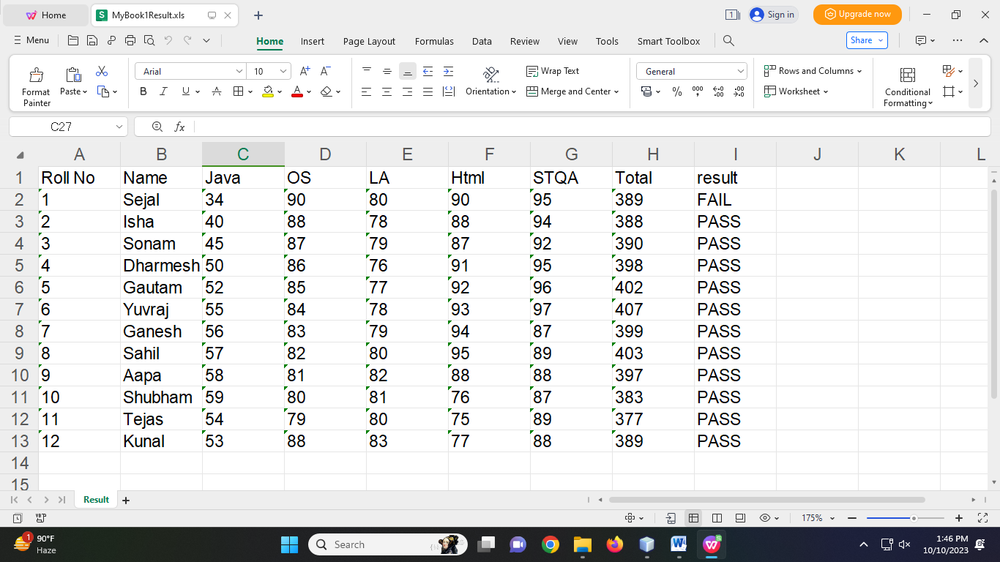 Home MyBook1Result.xls 1 Sign in Upgrade now
Menu Home Insert Page Layout Formulas Data Review View Tools Smart Toolbox Share
Format Painter Paste Arial 10 A+ A- Wrap Text General Rows and Columns
B I U A A Orientation Merge and Center % Worksheet Conditional Formatting
C27 fx
A B C D E F G H I J K L
1 Roll No Name Java OS LA Html STQA Total result
2 1 Sejal 34 90 80 90 95 389 FAIL
3 2 Isha 40 88 78 88 94 388 PASS
4 3 Sonam 45 87 79 87 92 390 PASS
5 4 Dharmesh 50 86 76 91 95 398 PASS
6 5 Gautam 52 85 77 92 96 402 PASS
7 6 Yuvraj 55 84 78 93 97 407 PASS
8 7 Ganesh 56 83 79 94 87 399 PASS
9 8 Sahil 57 82 80 95 89 403 PASS
10 9 Aapa 58 81 82 88 88 397 PASS
11 10 Shubham 59 80 81 76 87 383 PASS
12 11 Tejas 54 79 80 75 89 377 PASS
13 12 Kunal 53 88 83 77 88 389 PASS
14
15
Result
175%
1 90°F Search 1:46 PM
Haze 10/10/2023